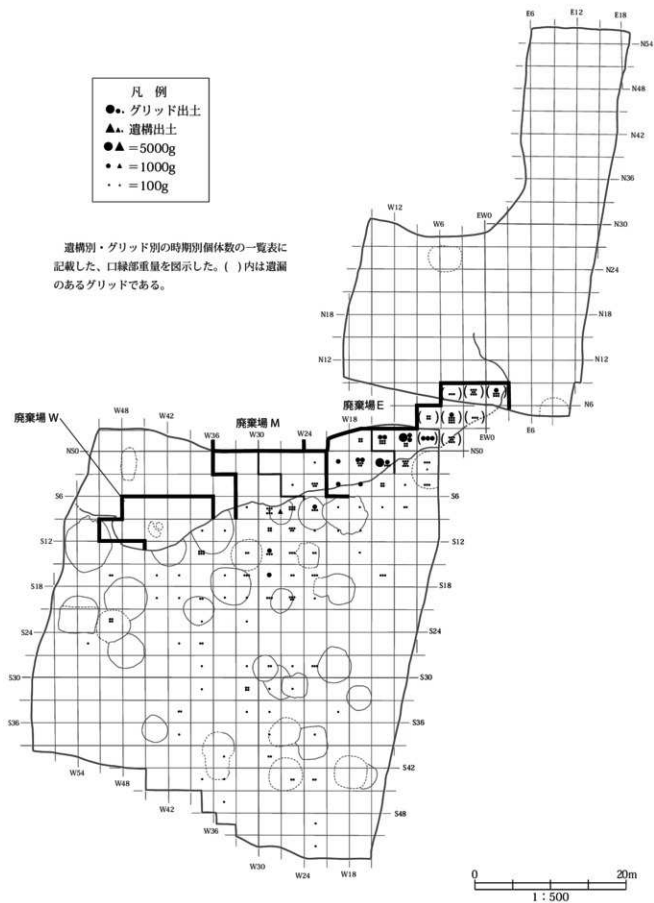 E6 E12 E18
N54
N48
N42
N36
N30
N24
N18
N12
N6
E6
凡 例
グリッド出土
遺構出土
=5000g
=1000g
=100g
遺構別・グリッド別の時期別個体数の一覧表に
記載した、口縁部重量を図示した。( )内は遺漏
のあるグリッドである。
W12 W6 EW0
N18
N12
廃棄場W
廃棄場M
廃棄場E
W48 W42 W36 W30 W24 W18
EW0
N50
N50
S6
S12
S18
S24
S30
S36
S6
S12
S18
S24
S30
S36
S42
S48
W54 W48 W42 W36 W30 W24 W18
0 20m
1:500